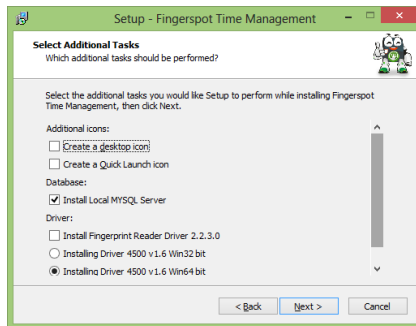 Setup - Fingerspot Time Management
Select Additional Tasks
Which additional tasks should be performed?
Select the additional tasks you would like Setup to perform while installing Fingerspot
Time Management, then click Next.
Additional icons:
Create a desktop icon
Create a Quick Launch icon
Database:
Install Local MYSQL Server
Driver:
Install Fingerprint Reader Driver 2.2.3.0
Installing Driver 4500 v1.6 Win32 bit
Installing Driver 4500 v1.6 Win64 bit
< Back
Next >
Cancel